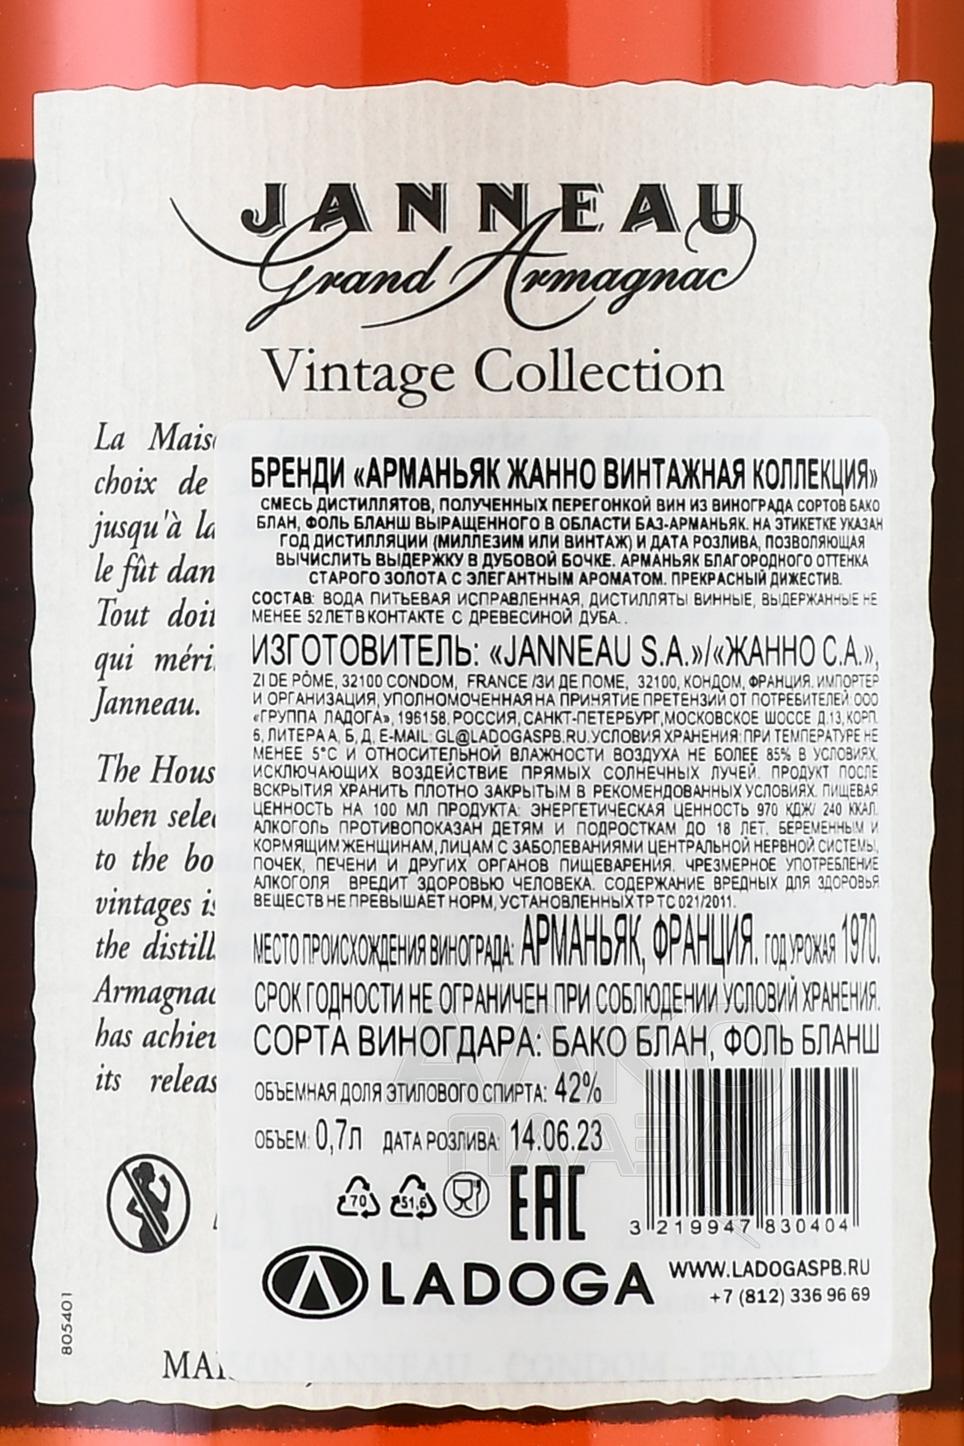 JANNEAU
Grand Armagnac
Vintage Collection
La Mais
choix de
jusqu'à la
le fût dan
Tout doit
qui méri
Janneau.
The Hous
when sele
to the bo
vintages is
the distill
Armagnac
has achie
its releas
БРЕНДИ «АРМАНЬЯК ЖАННО ВИНТАЖНАЯ КОЛЛЕКЦИЯ»
СМЕСЬ ДИСТИЛЛЯТОВ, ПОЛУЧЕННЫХ ПЕРЕГОНКОЙ ВИН ИЗ ВИНОГРАДА СОРТОВ БАКО
БЛАН, ФОЛЬ БЛАНШ ВЫРАЩЕННОГО В ОБЛАСТИ БАЗ-АРМАНЬЯК. НА ЭТИКЕТКЕ УКАЗАН
ГОД ДИСТИЛЛЯЦИИ (МИЛЛЕЗИМ ИЛИ ВИНТАЖ) И ДАТА РОЗЛИВА, ПОЗВОЛЯЮЩАЯ
ВЫЧИСЛИТЬ ВЫДЕРЖКУ В ДУБОВОЙ БОЧКЕ. АРМАНЬЯК БЛАГОРОДНОГО ОТТЕНКА
СТАРОГО ЗОЛОТА С ЭЛЕГАНТНЫМ АРОМАТОМ. ПРЕКРАСНЫЙ ДИЖЕСТИВ.
СОСТАВ: ВОДА ПИТЬЕВАЯ ИСПРАВЛЕННАЯ, ДИСТИЛЛЯТЫ ВИННЫЕ, ВЫДЕРЖАННЫЕ НЕ
МЕНЕЕ 52 ЛЕТ В КОНТАКТЕ С ДРЕВЕСИНОЙ ДУБА. .
ИЗГОТОВИТЕЛЬ: «JANNEAU S.A.»/«ЖАННО С.А.»,
ZI DE PÔME, 32100 CONDOM, FRANCE /ЗИ ДЕ ПОМЕ, 32100, КОНДОМ, ФРАНЦИЯ. ИМПОРТЕР
И ОРГАНИЗАЦИЯ, УПОЛНОМОЧЕННАЯ НА ПРИНЯТИЕ ПРЕТЕНЗИЙ ОТ ПОТРЕБИТЕЛЕЙ: ООО
«ГРУППА ЛАДОГА», 196158, РОССИЯ, САНКТ-ПЕТЕРБУРГ, МОСКОВСКОЕ ШОССЕ Д.13, КОРП.
6, ЛИТЕРА А, Б, Д, E-MAIL: GL@LADOGASPB.RU. УСЛОВИЯ ХРАНЕНИЯ: ПРИ ТЕМПЕРАТУРЕ НЕ
МЕНЕЕ 5°С И ОТНОСИТЕЛЬНОЙ ВЛАЖНОСТИ ВОЗДУХА НЕ БОЛЕЕ 85% В УСЛОВИЯХ,
ИСКЛЮЧАЮЩИХ ВОЗДЕЙСТВИЕ ПРЯМЫХ СОЛНЕЧНЫХ ЛУЧЕЙ. ПРОДУКТ ПОСЛЕ
ВСКРЫТИЯ ХРАНИТЬ ПЛОТНО ЗАКРЫТЫМ В РЕКОМЕНДОВАННЫХ УСЛОВИЯХ. ПИЩЕВАЯ
ЦЕННОСТЬ НА 100 МЛ ПРОДУКТА: ЭНЕРГЕТИЧЕСКАЯ ЦЕННОСТЬ 970 КДЖ/ 240 ККАЛ.
АЛКОГОЛЬ ПРОТИВОПОКАЗАН ДЕТЯМ И ПОДРОСТКАМ ДО 18 ЛЕТ, БЕРЕМЕННЫМ И
КОРМЯЩИМ ЖЕНЩИНАМ, ЛИЦАМ С ЗАБОЛЕВАНИЯМИ ЦЕНТРАЛЬНОЙ НЕРВНОЙ СИСТЕМЫ,
ПОЧЕК, ПЕЧЕНИ И ДРУГИХ ОРГАНОВ ПИЩЕВАРЕНИЯ. ЧРЕЗМЕРНОЕ УПОТРЕБЛЕНИЕ
АЛКОГОЛЯ ВРЕДИТ ЗДОРОВЬЮ ЧЕЛОВЕКА. СОДЕРЖАНИЕ ВРЕДНЫХ ДЛЯ ЗДОРОВЬЯ
ВЕЩЕСТВ НЕ ПРЕВЫШАЕТ НОРМ, УСТАНОВЛЕННЫХ ТР ТС 021/2011.
МЕСТО ПРОИСХОЖДЕНИЯ ВИНОГРАДА: АРМАНЬЯК, ФРАНЦИЯ. ГОД УРОЖАЯ 1970.
СРОК ГОДНОСТИ НЕ ОГРАНИЧЕН ПРИ СОБЛЮДЕНИИ УСЛОВИЙ ХРАНЕНИЯ.
СОРТА ВИНОГДАРА: БАКО БЛАН, ФОЛЬ БЛАНШ
ОБЪЕМНАЯ ДОЛЯ ЭТИЛОВОГО СПИРТА: 42%
ОБЪЕМ: 0,7Л ДАТА РОЗЛИВА: 14.06.23
70 51,6 EAC
3 219947 830404
LADOGA
WWW.LADOGASPB.RU
+7 (812) 336 96 69
805401
MAISON JANNEAU - CONDOM - FRANCE